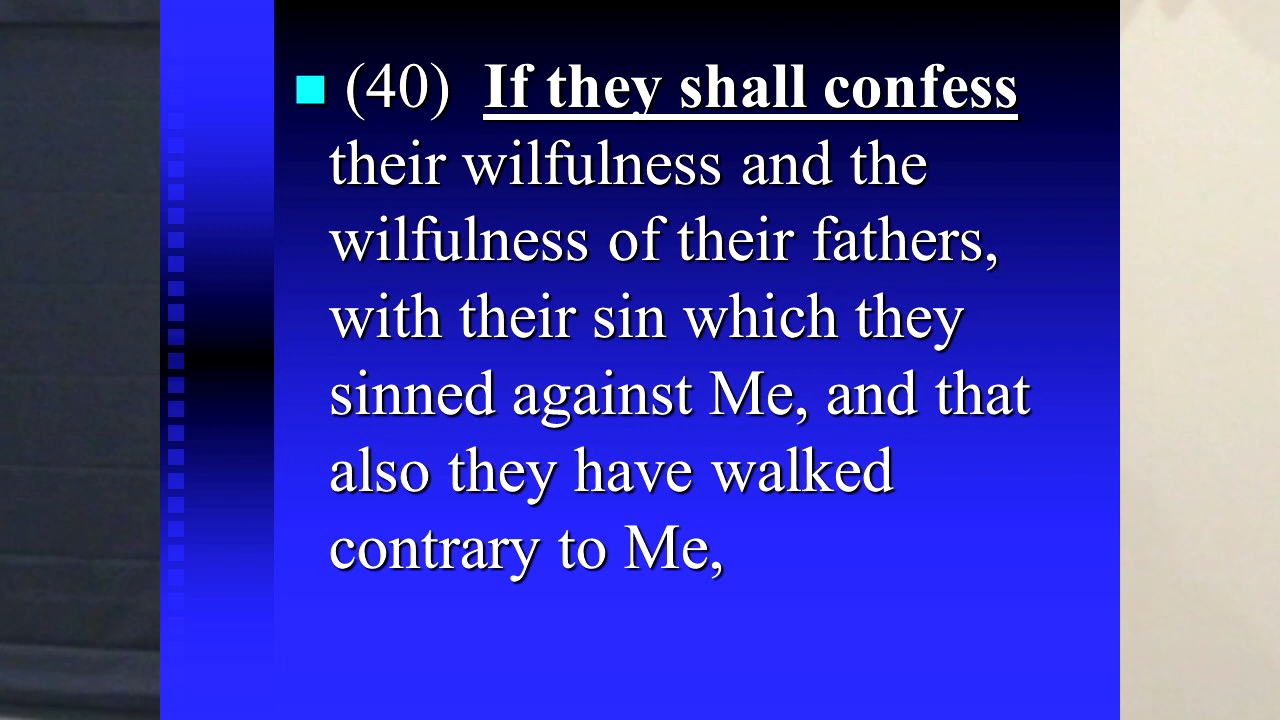 (40) If they shall confess
their wilfulness and the
wilfulness of their fathers,
with their sin which they
sinned against Me, and that
also they have walked
contrary to Me,